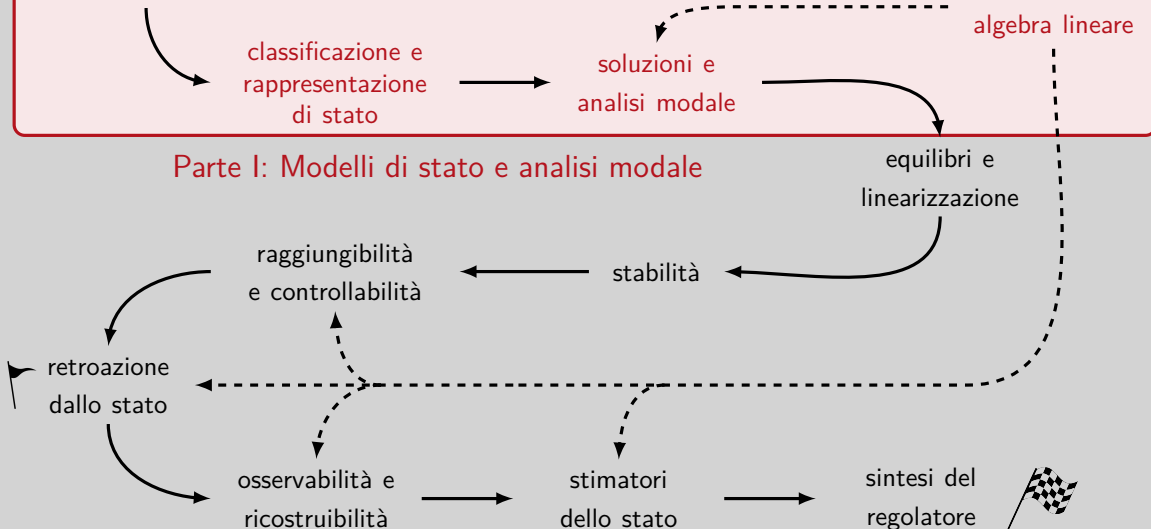 algebra lineare
classificazione e
rappresentazione
di stato
soluzioni e
analisi modale
Parte I: Modelli di stato e analisi modale
equilibri e
linearizzazione
stabilità
raggiungibilità
e controllabilità
retroazione
dallo stato
osservabilità e
ricostruibilità
stimatori
dello stato
sintesi del
regolatore